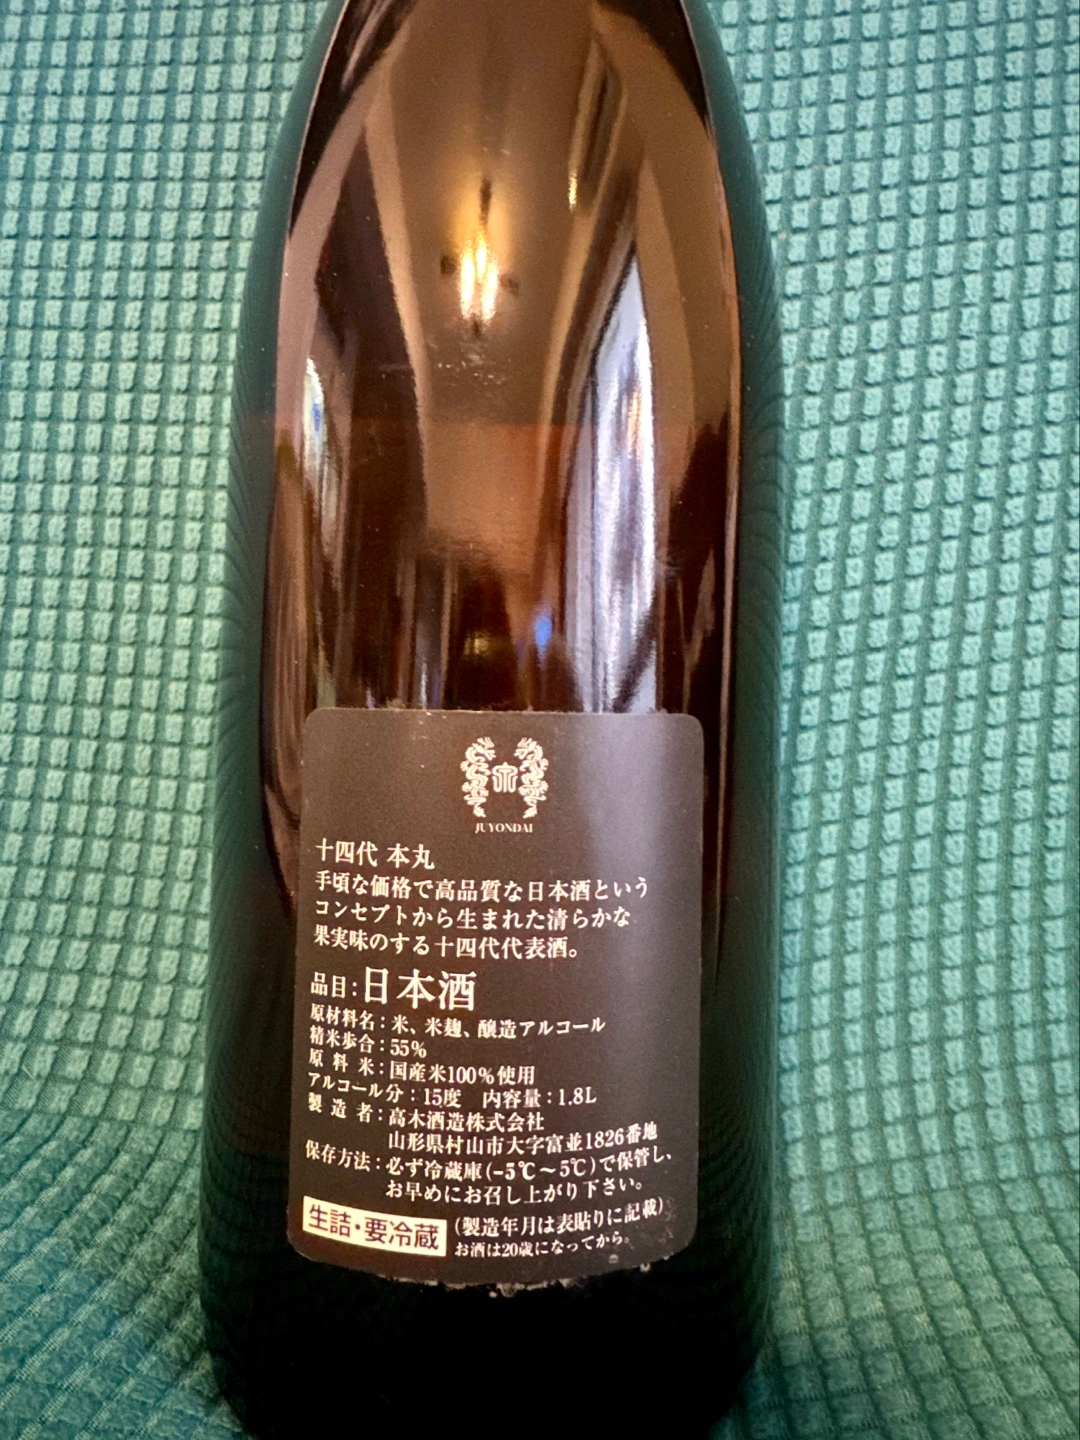 JUYONDAI
十四代 本丸
手頃な価格で高品質な日本酒という
コンセプトから生まれた清らかな
果実味のする十四代代表酒。
品目:日本酒
原材料名:米、米麹、醸造アルコール
精米歩合:55%
原料米:国産米100%使用
アルコール分:15度 内容量:1.8L
製造者:高木酒造株式会社
山形県村山市大字富並1826番地
保存方法:必ず冷蔵庫(-5℃〜5℃)で保管し、
お早めにお召し上がり下さい。
生詰・要冷蔵 (製造年月は表貼りに記載)
お酒は20歳になってから。